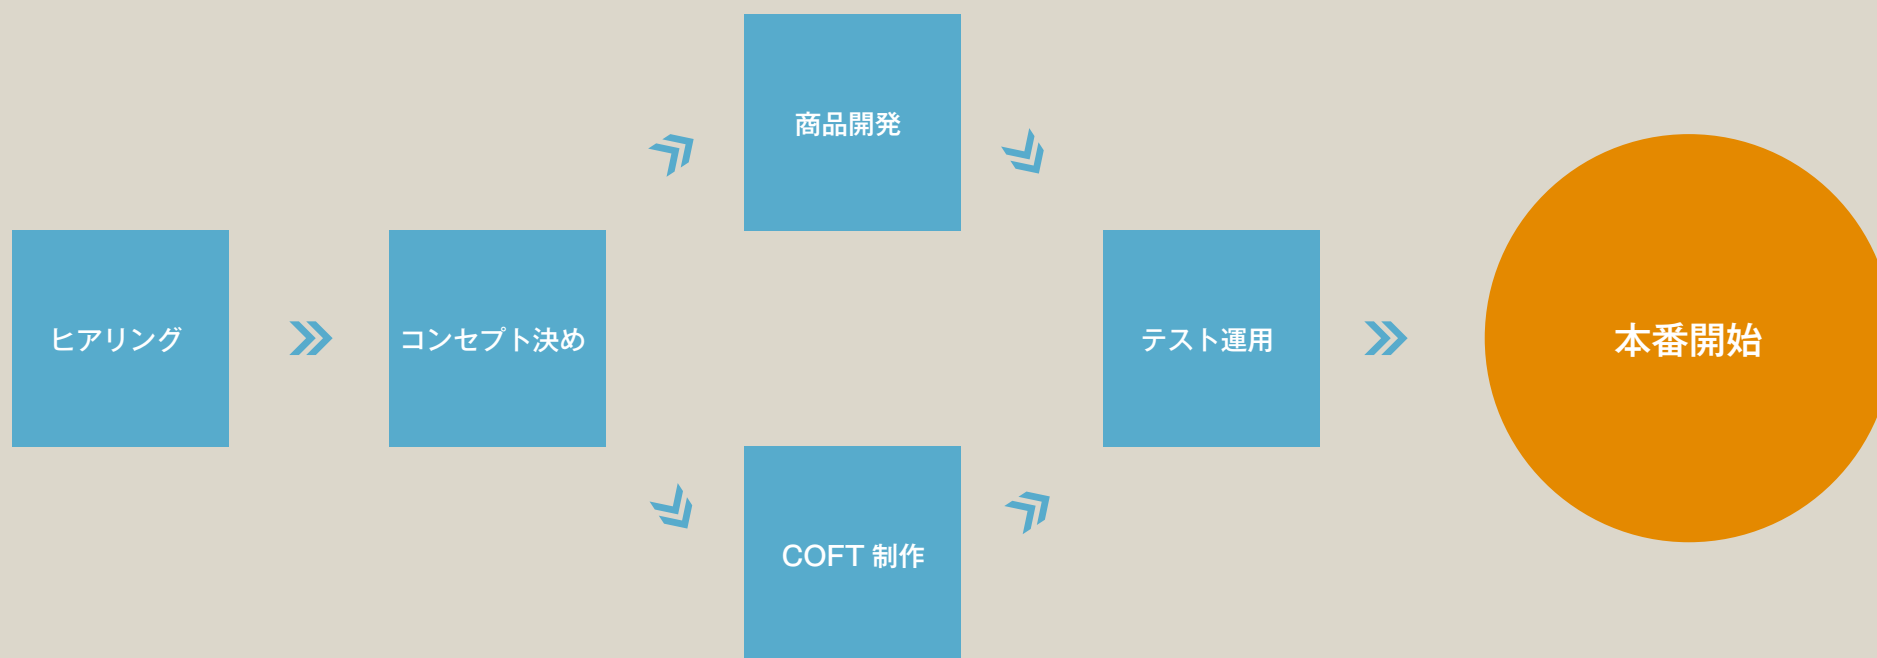 ヒアリング
コンセプト決め
商品開発
COFT 制作
テスト運用
本番開始